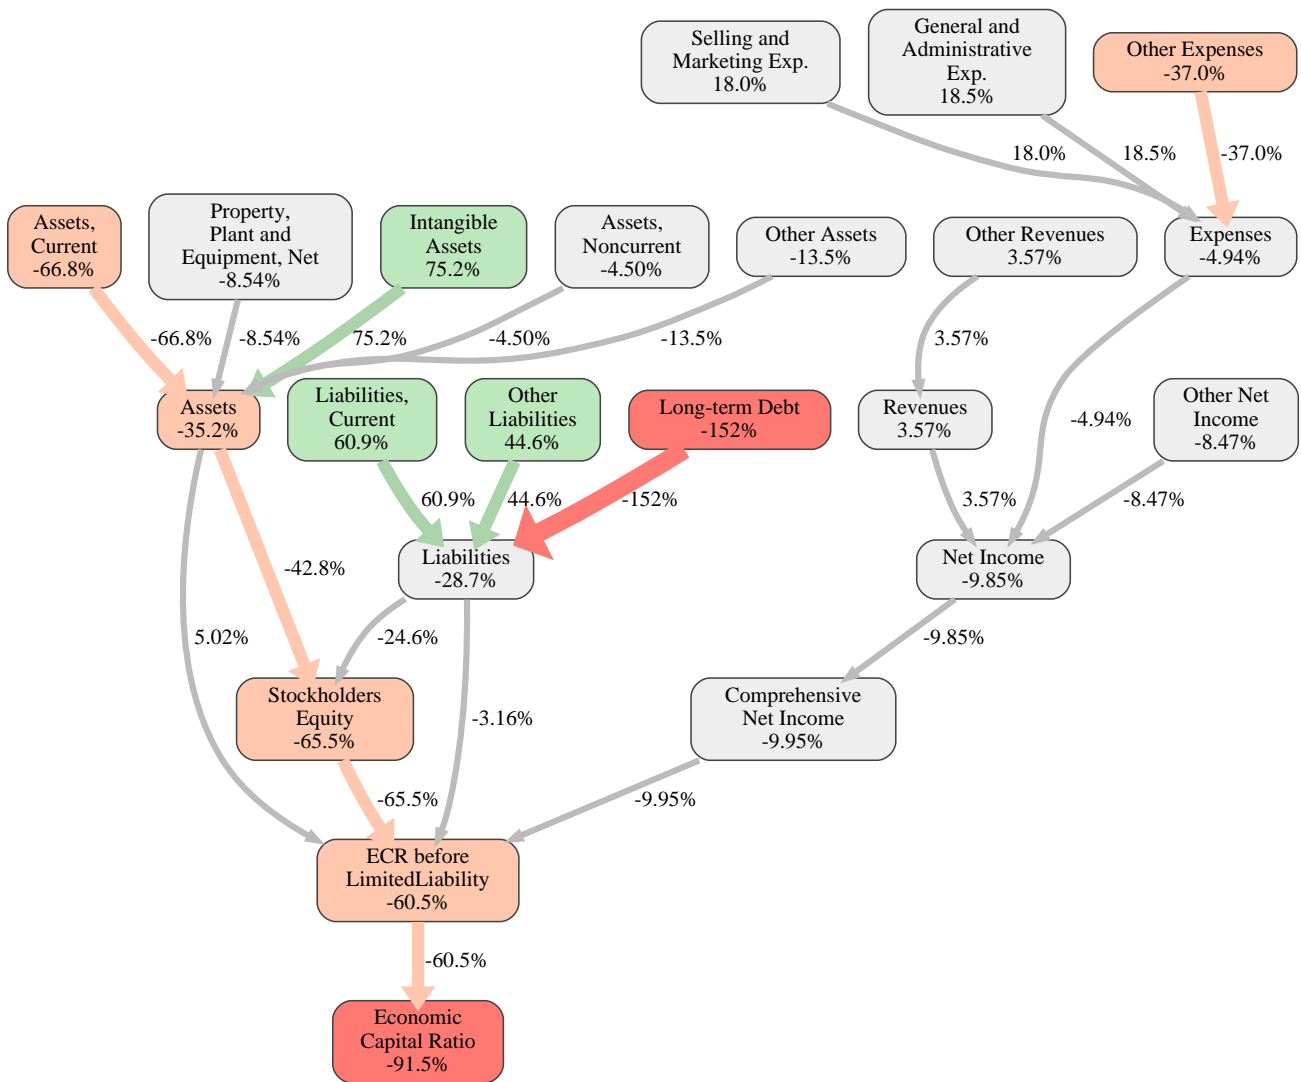 Selling and
Marketing Exp.
18.0%
General and
Administrative
Exp.
18.5%
Other Expenses
-37.0%
18.0%
18.5%
-37.0%
Assets,
Current
-66.8%
Property,
Plant and
Equipment, Net
-8.54%
Intangible
Assets
75.2%
Assets,
Noncurrent
-4.50%
Other Assets
-13.5%
Other Revenues
3.57%
Expenses
-4.94%
-66.8%
-8.54%
75.2%
-4.50%
-13.5%
3.57%
-4.94%
Assets
-35.2%
Liabilities,
Current
60.9%
Other
Liabilities
44.6%
Long-term Debt
-152%
Revenues
3.57%
Other Net
Income
-8.47%
60.9%
44.6%
-152%
3.57%
-8.47%
-42.8%
Liabilities
-28.7%
Net Income
-9.85%
5.02%
-24.6%
-9.85%
Stockholders
Equity
-65.5%
-3.16%
Comprehensive
Net Income
-9.95%
-65.5%
-9.95%
ECR before
LimitedLiability
-60.5%
-60.5%
Economic
Capital Ratio
-91.5%